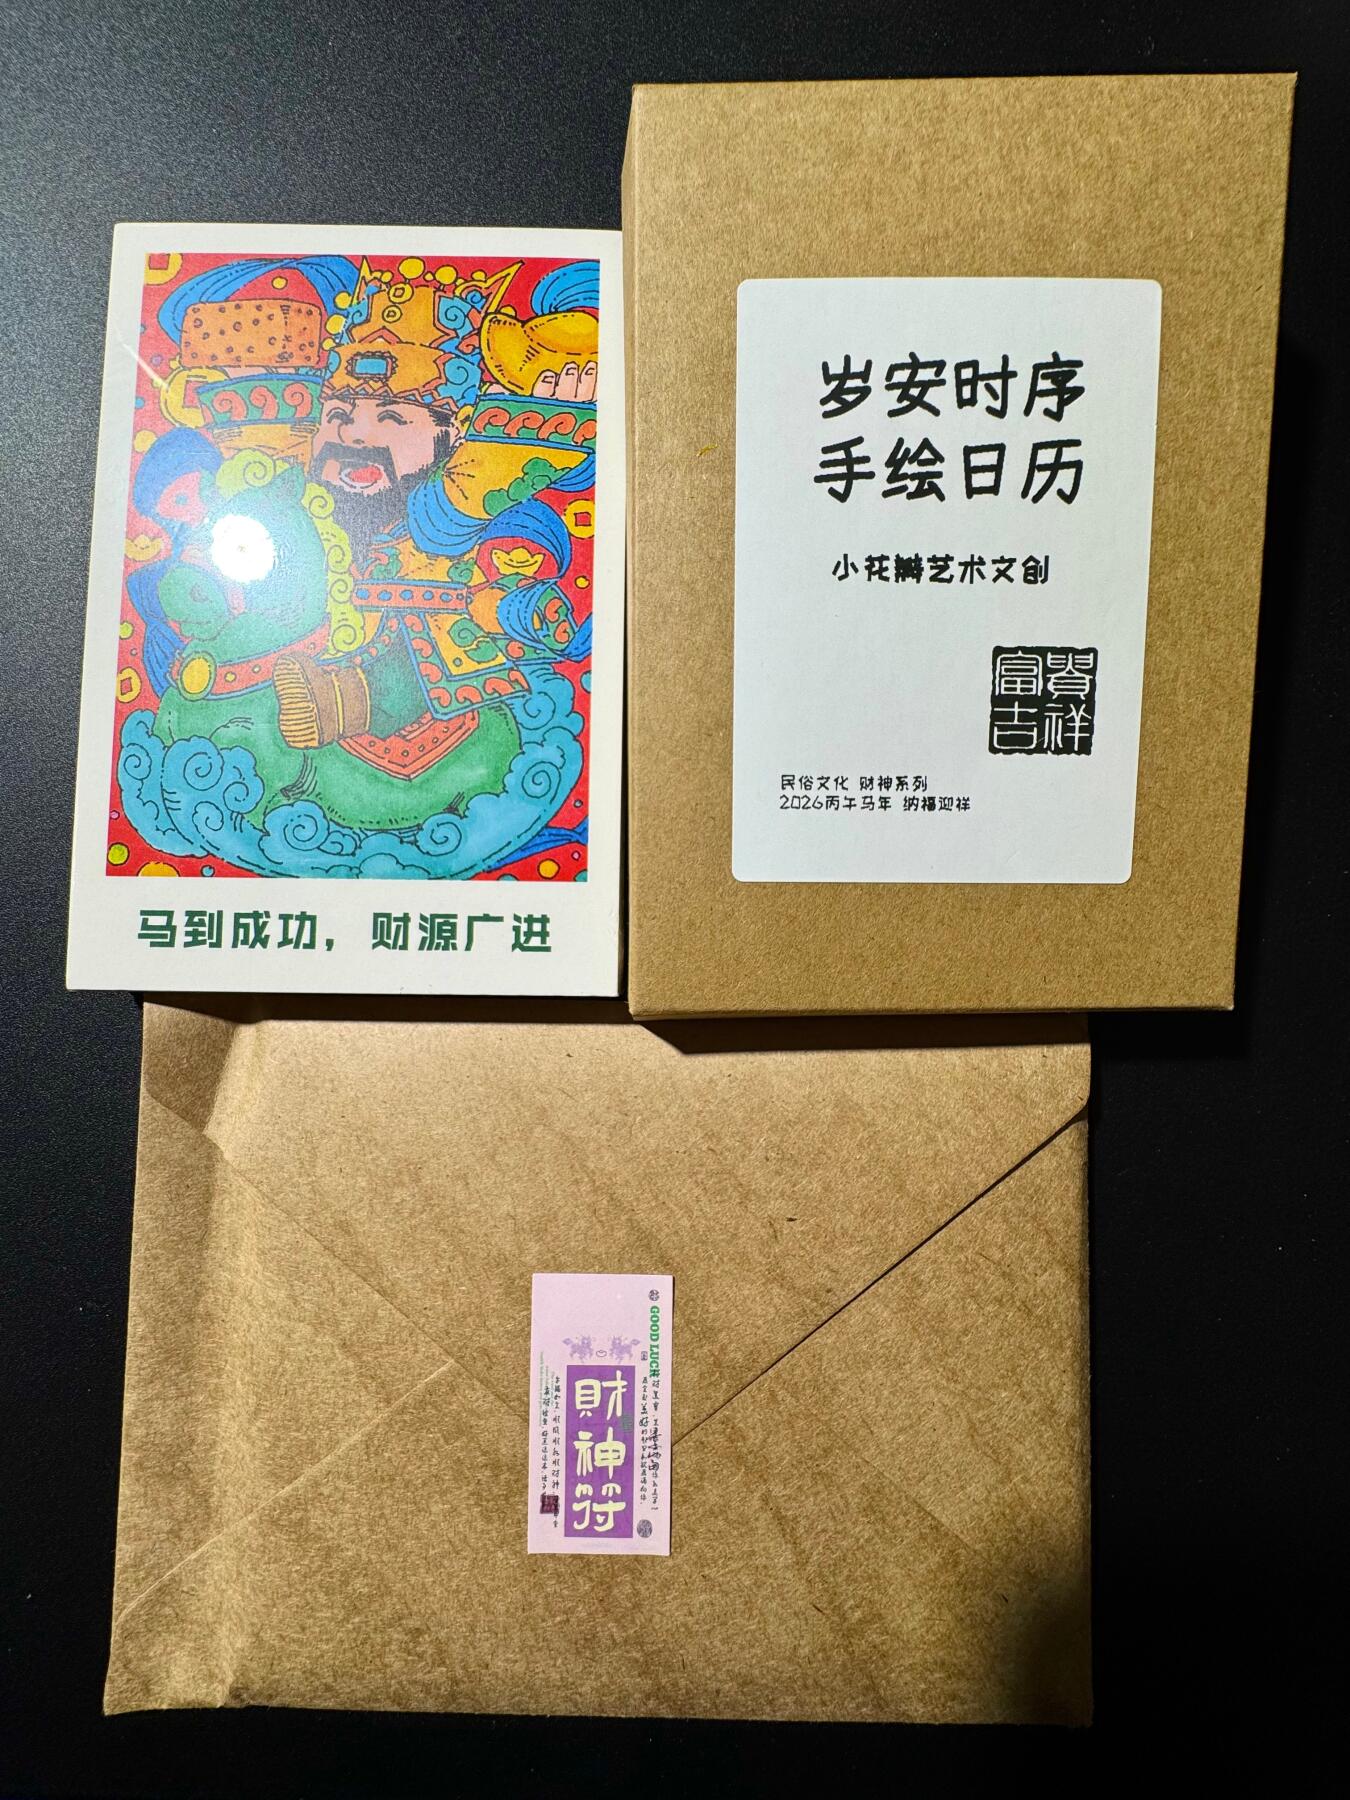 马到成功，财源广进
岁安时序
手绘日历
小花瓣艺术文创
富貴
吉祥
民俗文化 财神系列
2026丙午马年 纳福迎祥
GOOD LUCK
財神符